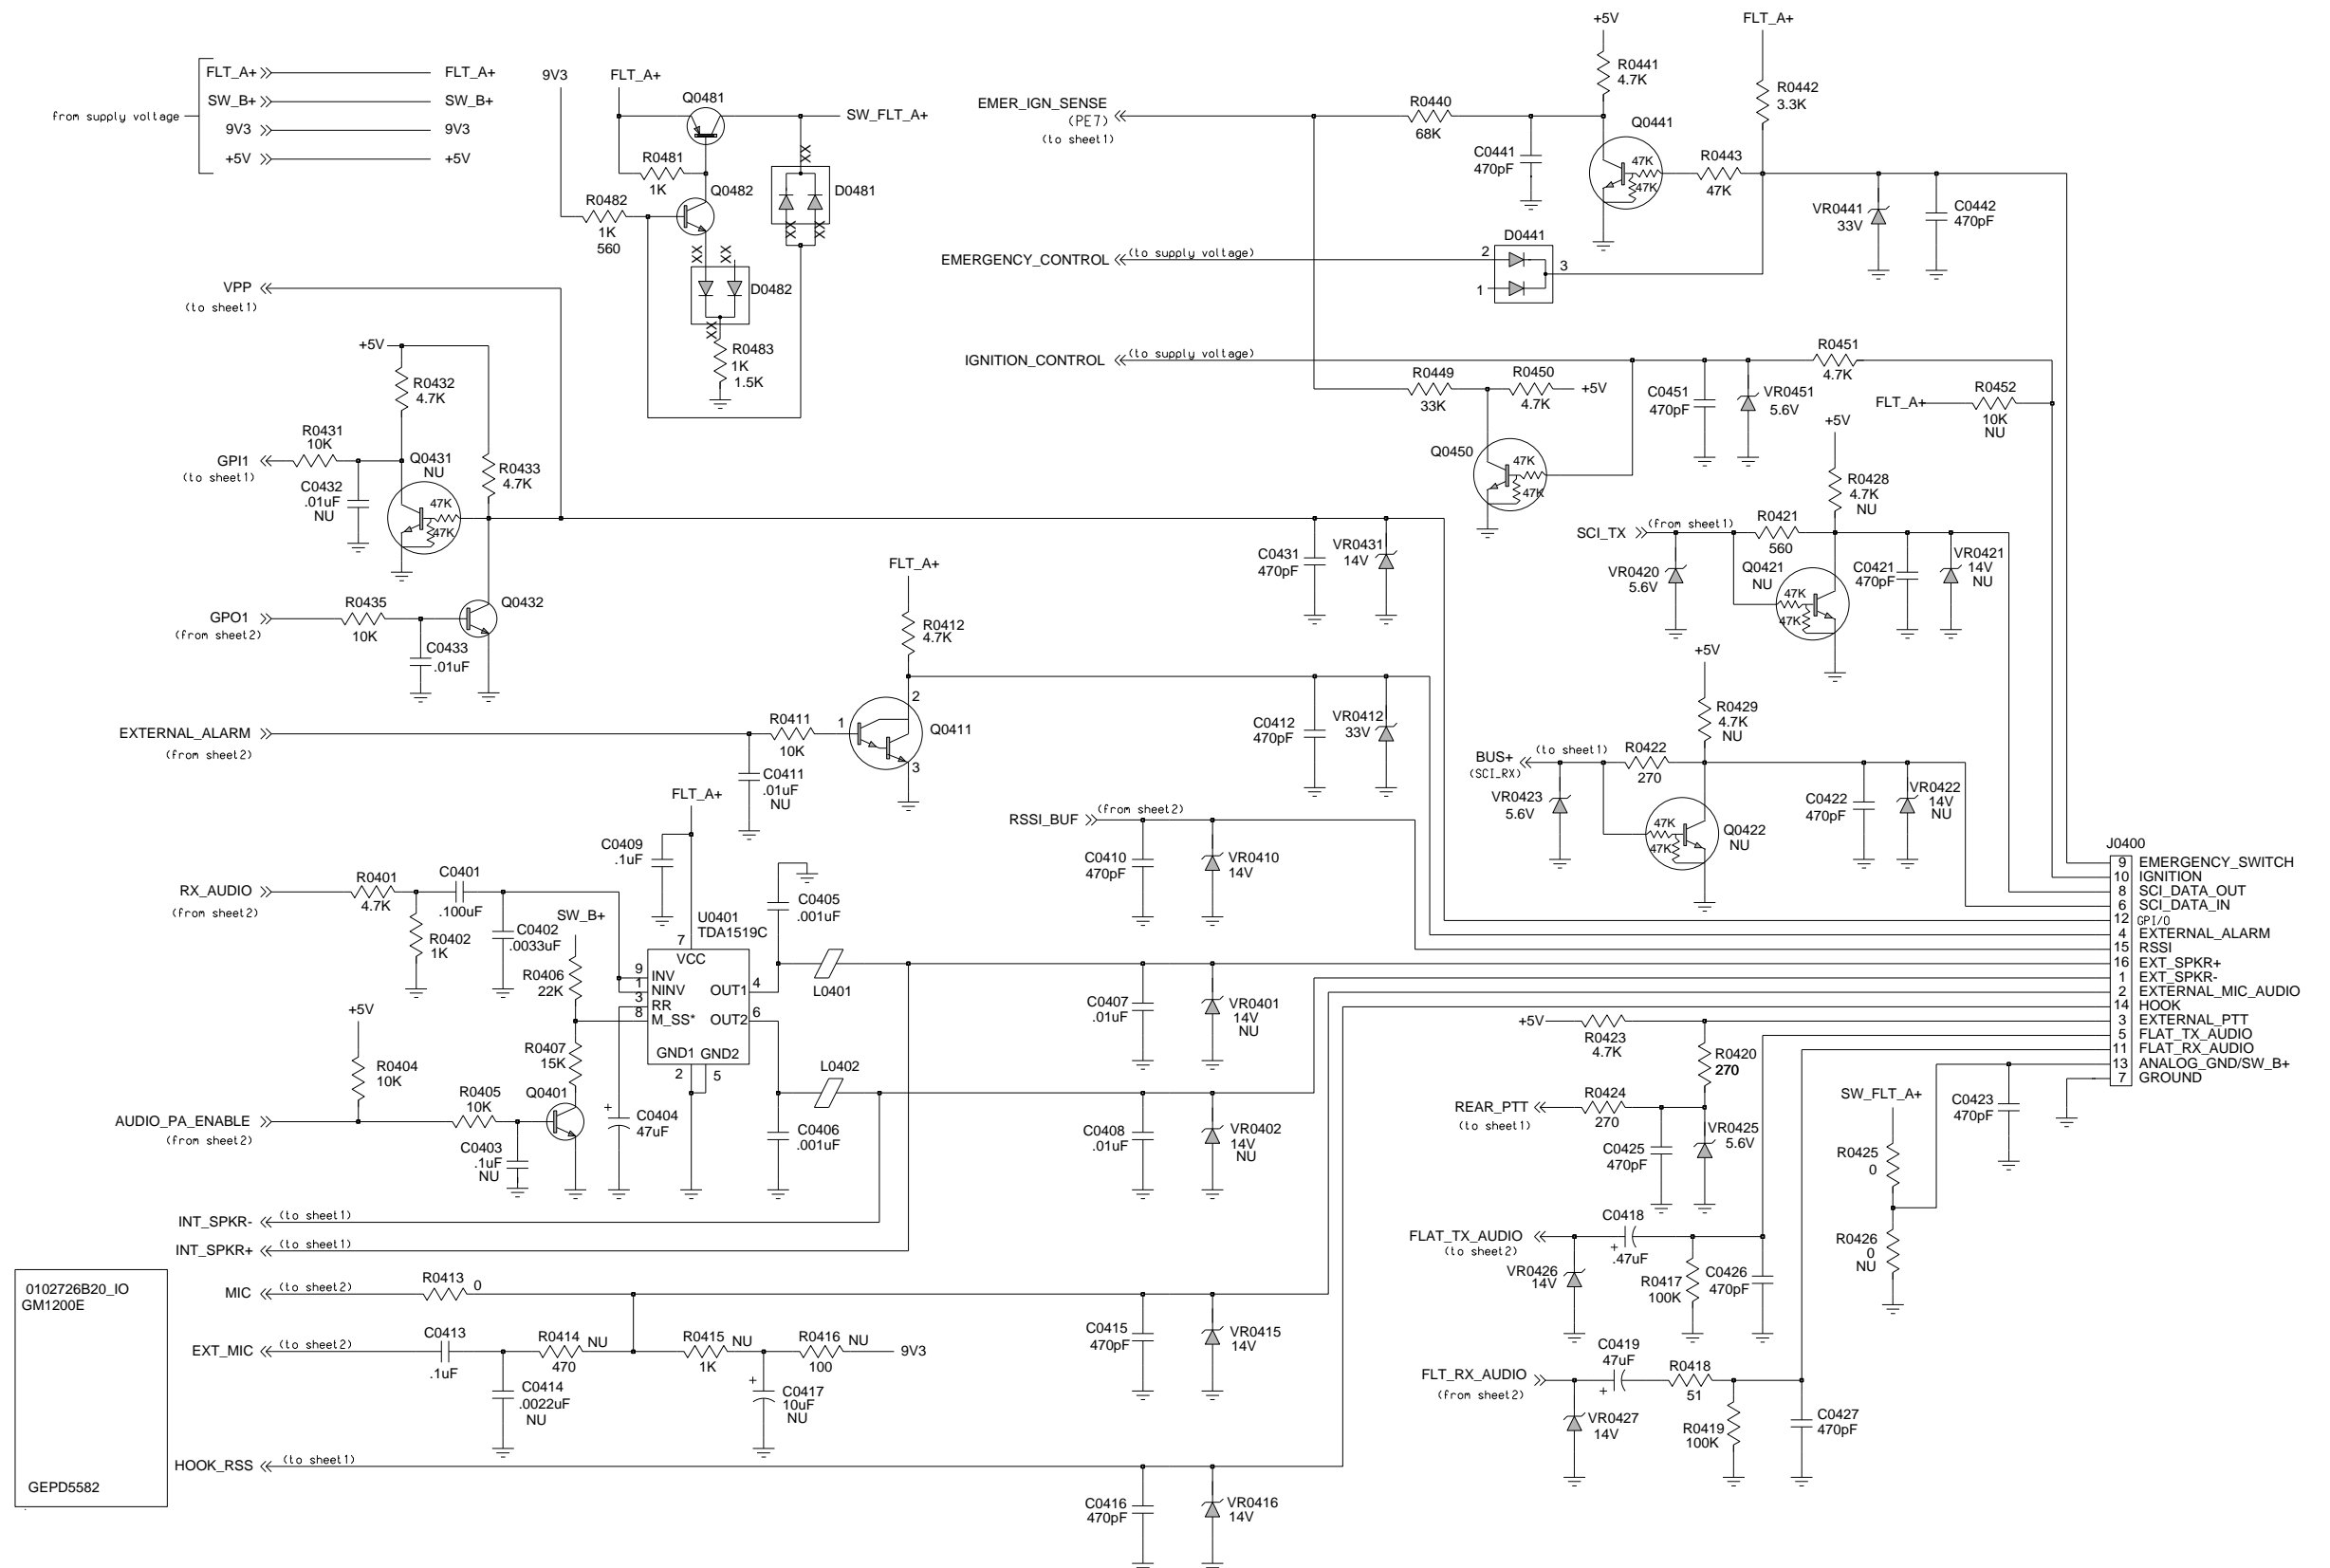 from supply voltage
FLT_A+
FLT_A+
SW_B+
SW_B+
9V3
9V3
+5V
+5V
9V3
FLT_A+
Q0481
SW_FLT_A+
R0481
1K
Q0482
R0482
1K
560
XX
D0481
XX
XX
XX
XX
D0482
XX
R0483
1K
1.5K
VPP
(to sheet1)
+5V
R0432
4.7K
R0431
10K
GPI1
(to sheet1)
C0432
.01uF
NU
Q0431
NU
47K
47K
R0433
4.7K
GPO1
(from sheet2)
R0435
10K
Q0432
C0433
.01uF
EMER_IGN_SENSE
(PE7)
(to sheet1)
R0440
68K
+5V
R0441
4.7K
FLT_A+
R0442
3.3K
C0441
470pF
Q0441
47K
47K
R0443
47K
VR0441
33V
C0442
470pF
EMERGENCY_CONTROL
(to supply voltage)
D0441
2
1
3
IGNITION_CONTROL
(to supply voltage)
R0449
33K
R0450
4.7K
+5V
C0451
470pF
VR0451
5.6V
R0451
4.7K
FLT_A+
R0452
10K
NU
Q0450
47K
47K
+5V
R0428
4.7K
NU
SCI_TX
(from sheet1)
R0421
560
VR0420
5.6V
Q0421
NU
47K
47K
C0421
470pF
VR0421
14V
NU
C0431
470pF
VR0431
14V
FLT_A+
R0412
4.7K
EXTERNAL_ALARM
(from sheet2)
R0411
10K
1
2
3
Q0411
C0411
.01uF
NU
C0412
470pF
VR0412
33V
+5V
R0429
4.7K
NU
BUS+
(SCI_RX)
(to sheet1)
R0422
270
VR0423
5.6V
47K
47K
Q0422
NU
C0422
470pF
VR0422
14V
NU
RSSI_BUF
(from sheet2)
C0410
470pF
VR0410
14V
RX_AUDIO
(from sheet2)
R0401
4.7K
C0401
.100uF
R0402
1K
C0402
.0033uF
FLT_A+
C0409
.1uF
SW_B+
R0406
22K
U0401
TDA1519C
7
VCC
9
INV
1
NINV
3
RR
8
M_SS*
OUT1
4
OUT2
6
GND1
GND2
2
5
C0405
.001uF
L0401
L0402
C0406
.001uF
+5V
R0404
10K
AUDIO_PA_ENABLE
(from sheet2)
R0405
10K
C0403
.1uF
NU
R0407
15K
Q0401
+
C0404
47uF
C0407
.01uF
VR0401
14V
NU
C0408
.01uF
VR0402
14V
NU
INT_SPKR-
(to sheet1)
INT_SPKR+
(to sheet1)
MIC
(to sheet2)
R0413
0
EXT_MIC
(to sheet2)
C0413
.1uF
C0414
.0022uF
NU
R0414
NU
470
R0415
NU
1K
R0416
NU
100
9V3
+
C0417
10uF
NU
C0415
470pF
VR0415
14V
HOOK_RSS
(to sheet1)
C0416
470pF
VR0416
14V
J0400
9 EMERGENCY_SWITCH
10 IGNITION
8 SCI_DATA_OUT
6 SCI_DATA_IN
12 GPI/O
4 EXTERNAL_ALARM
15 RSSI
16 EXT_SPKR+
1 EXT_SPKR-
2 EXTERNAL_MIC_AUDIO
14 HOOK
3 EXTERNAL_PTT
5 FLAT_TX_AUDIO
11 FLAT_RX_AUDIO
13 ANALOG_GND/SW_B+
7 GROUND
+5V
R0423
4.7K
R0420
270
REAR_PTT
(to sheet1)
R0424
270
C0425
470pF
VR0425
5.6V
SW_FLT_A+
R0425
0
R0426
0
NU
C0423
470pF
FLAT_TX_AUDIO
(to sheet2)
C0418
+
.47uF
VR0426
14V
R0417
100K
C0426
470pF
FLT_RX_AUDIO
(from sheet2)
C0419
47uF
+
R0418
51
VR0427
14V
R0419
100K
C0427
470pF
0102726B20_IO
GM1200E
GEPD5582